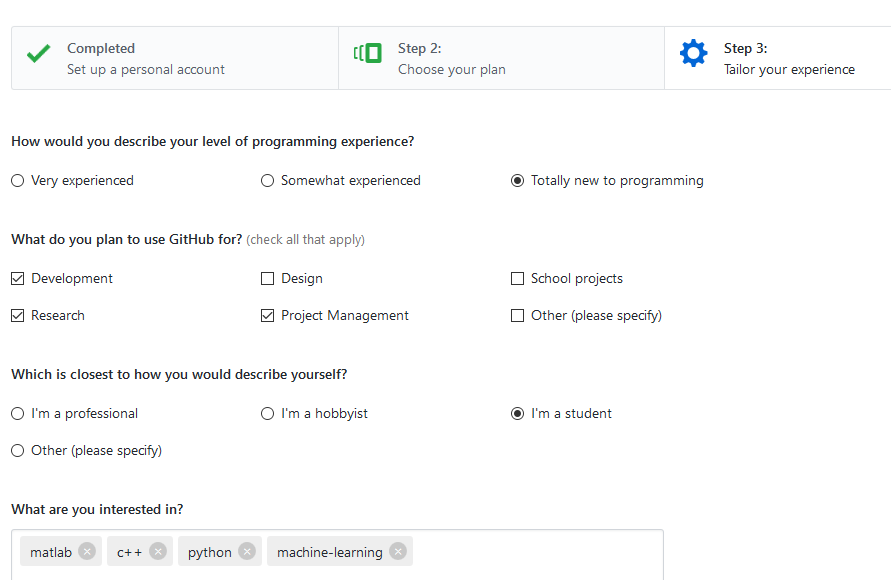 Completed
Set up a personal account
Step 2:
Choose your plan
Step 3:
Tailor your experience
How would you describe your level of programming experience?
Very experienced
Somewhat experienced
Totally new to programming
What do you plan to use GitHub for? (check all that apply)
Development
Design
School projects
Research
Project Management
Other (please specify)
Which is closest to how you would describe yourself?
I'm a professional
I'm a hobbyist
I'm a student
Other (please specify)
What are you interested in?
matlab
c++
python
machine-learning